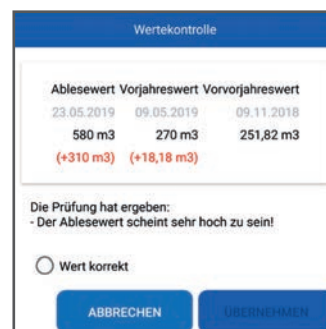 Wertekontrolle
Ablesewert Vorjahreswert Vorvorjahreswert
23.05.2019 09.05.2019 09.11.2018
580 m3 270 m3 251,82 m3
(+310 m3) (+18,18 m3)
Die Prüfung hat ergeben:
- Der Ablesewert scheint sehr hoch zu sein!
Wert korrekt
ABBRECHEN ÜBERNEHMEN